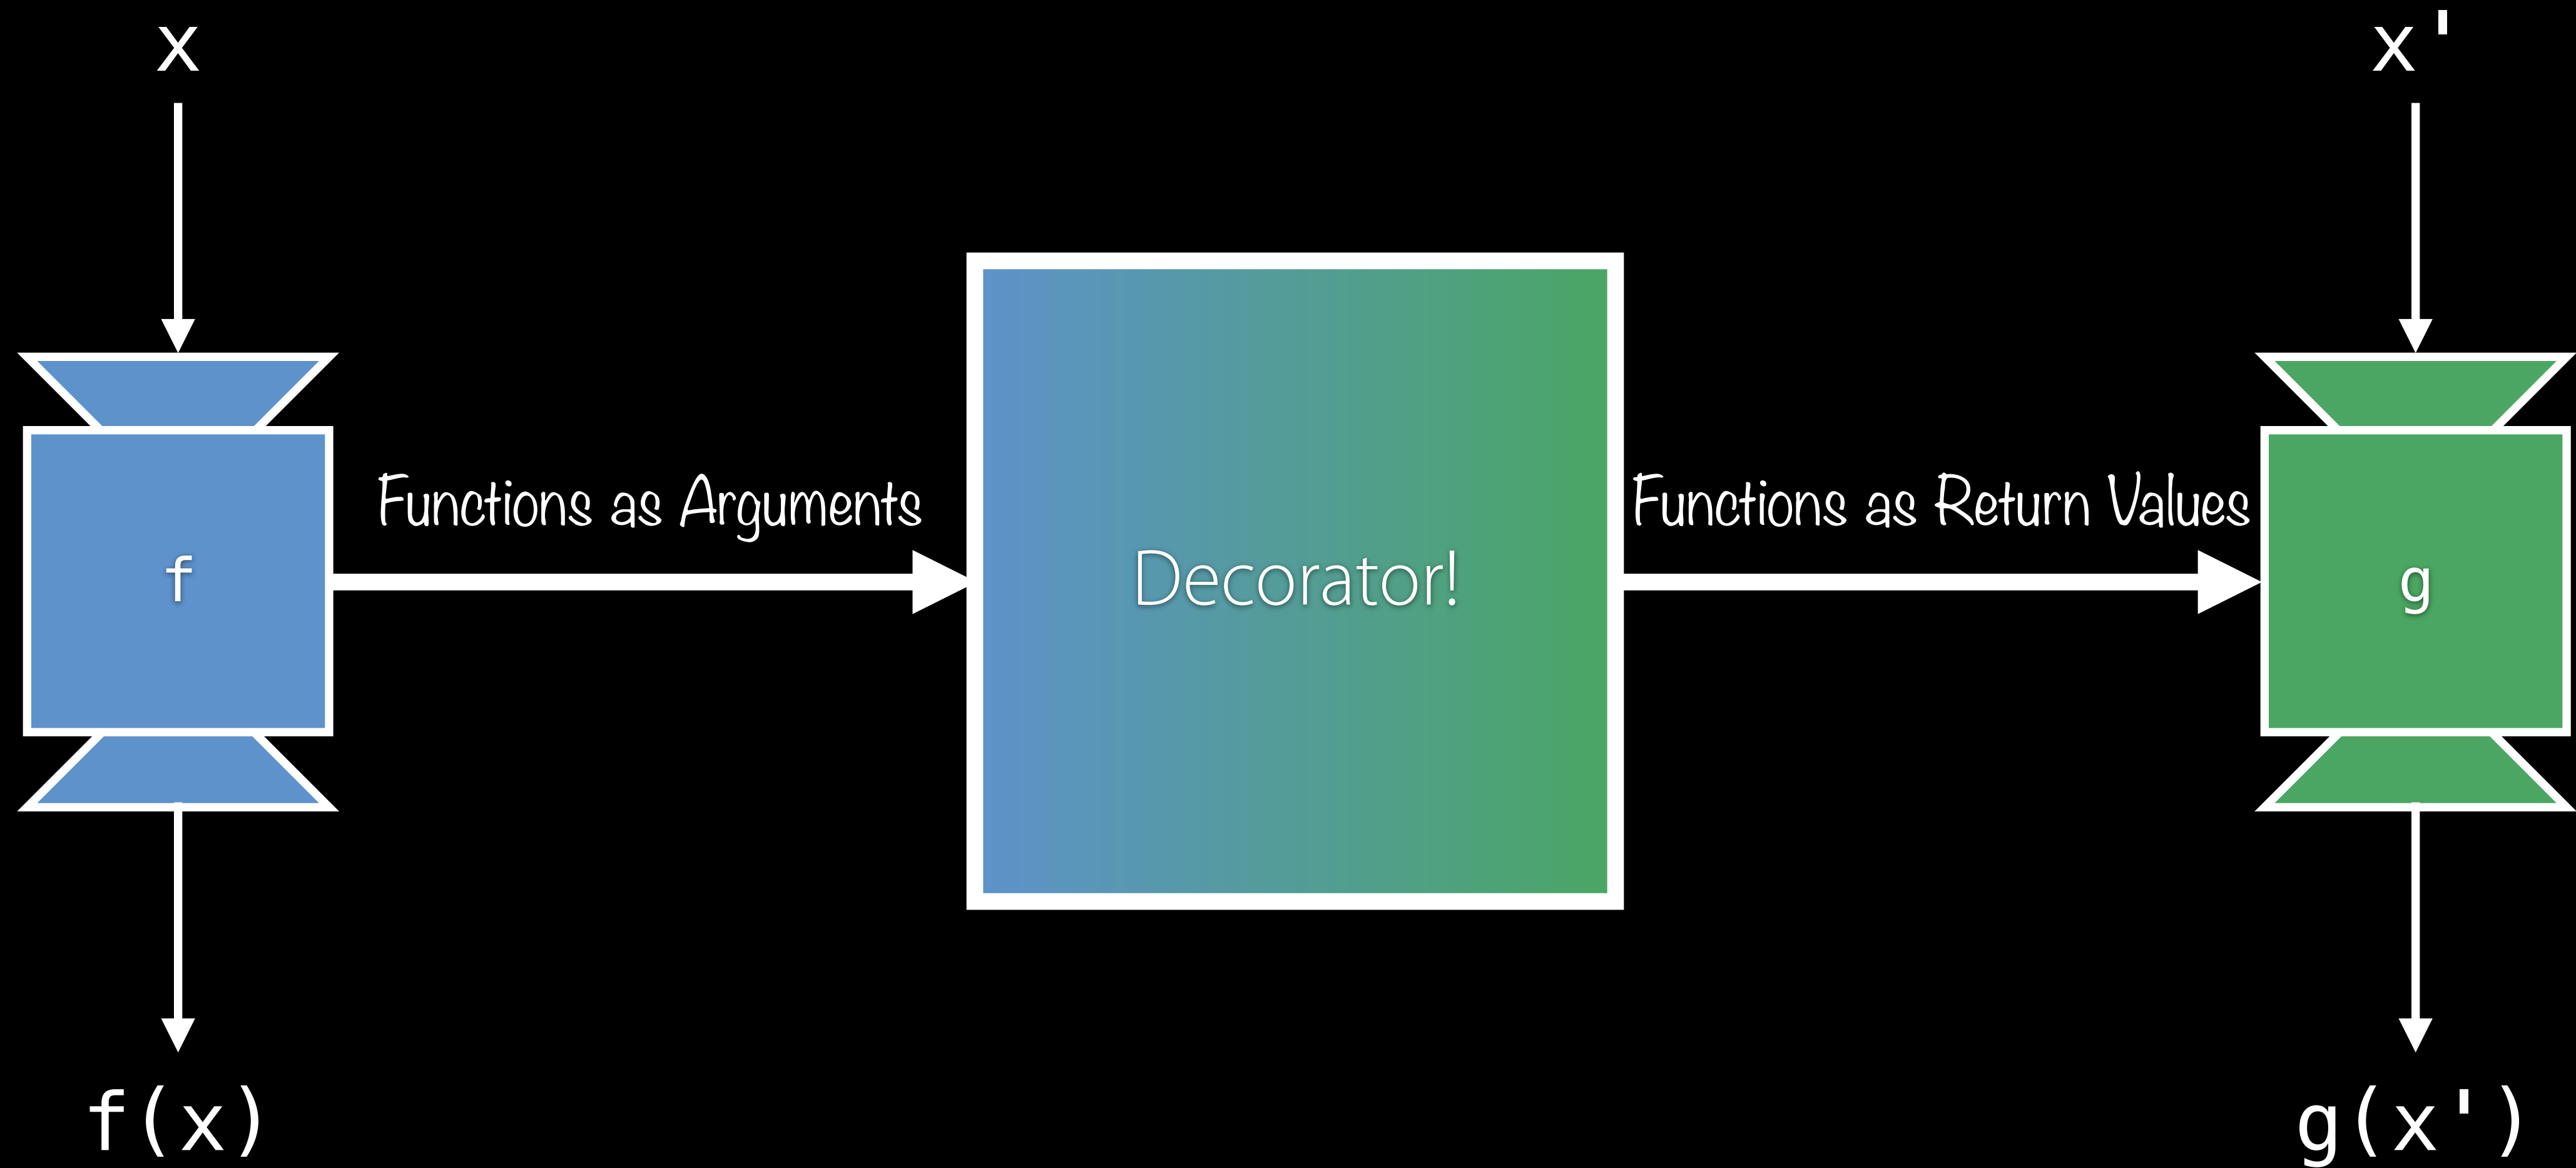 x
x'
Functions as Arguments
Functions as Return Values
f
Decorator!
g
f(x)
g(x')